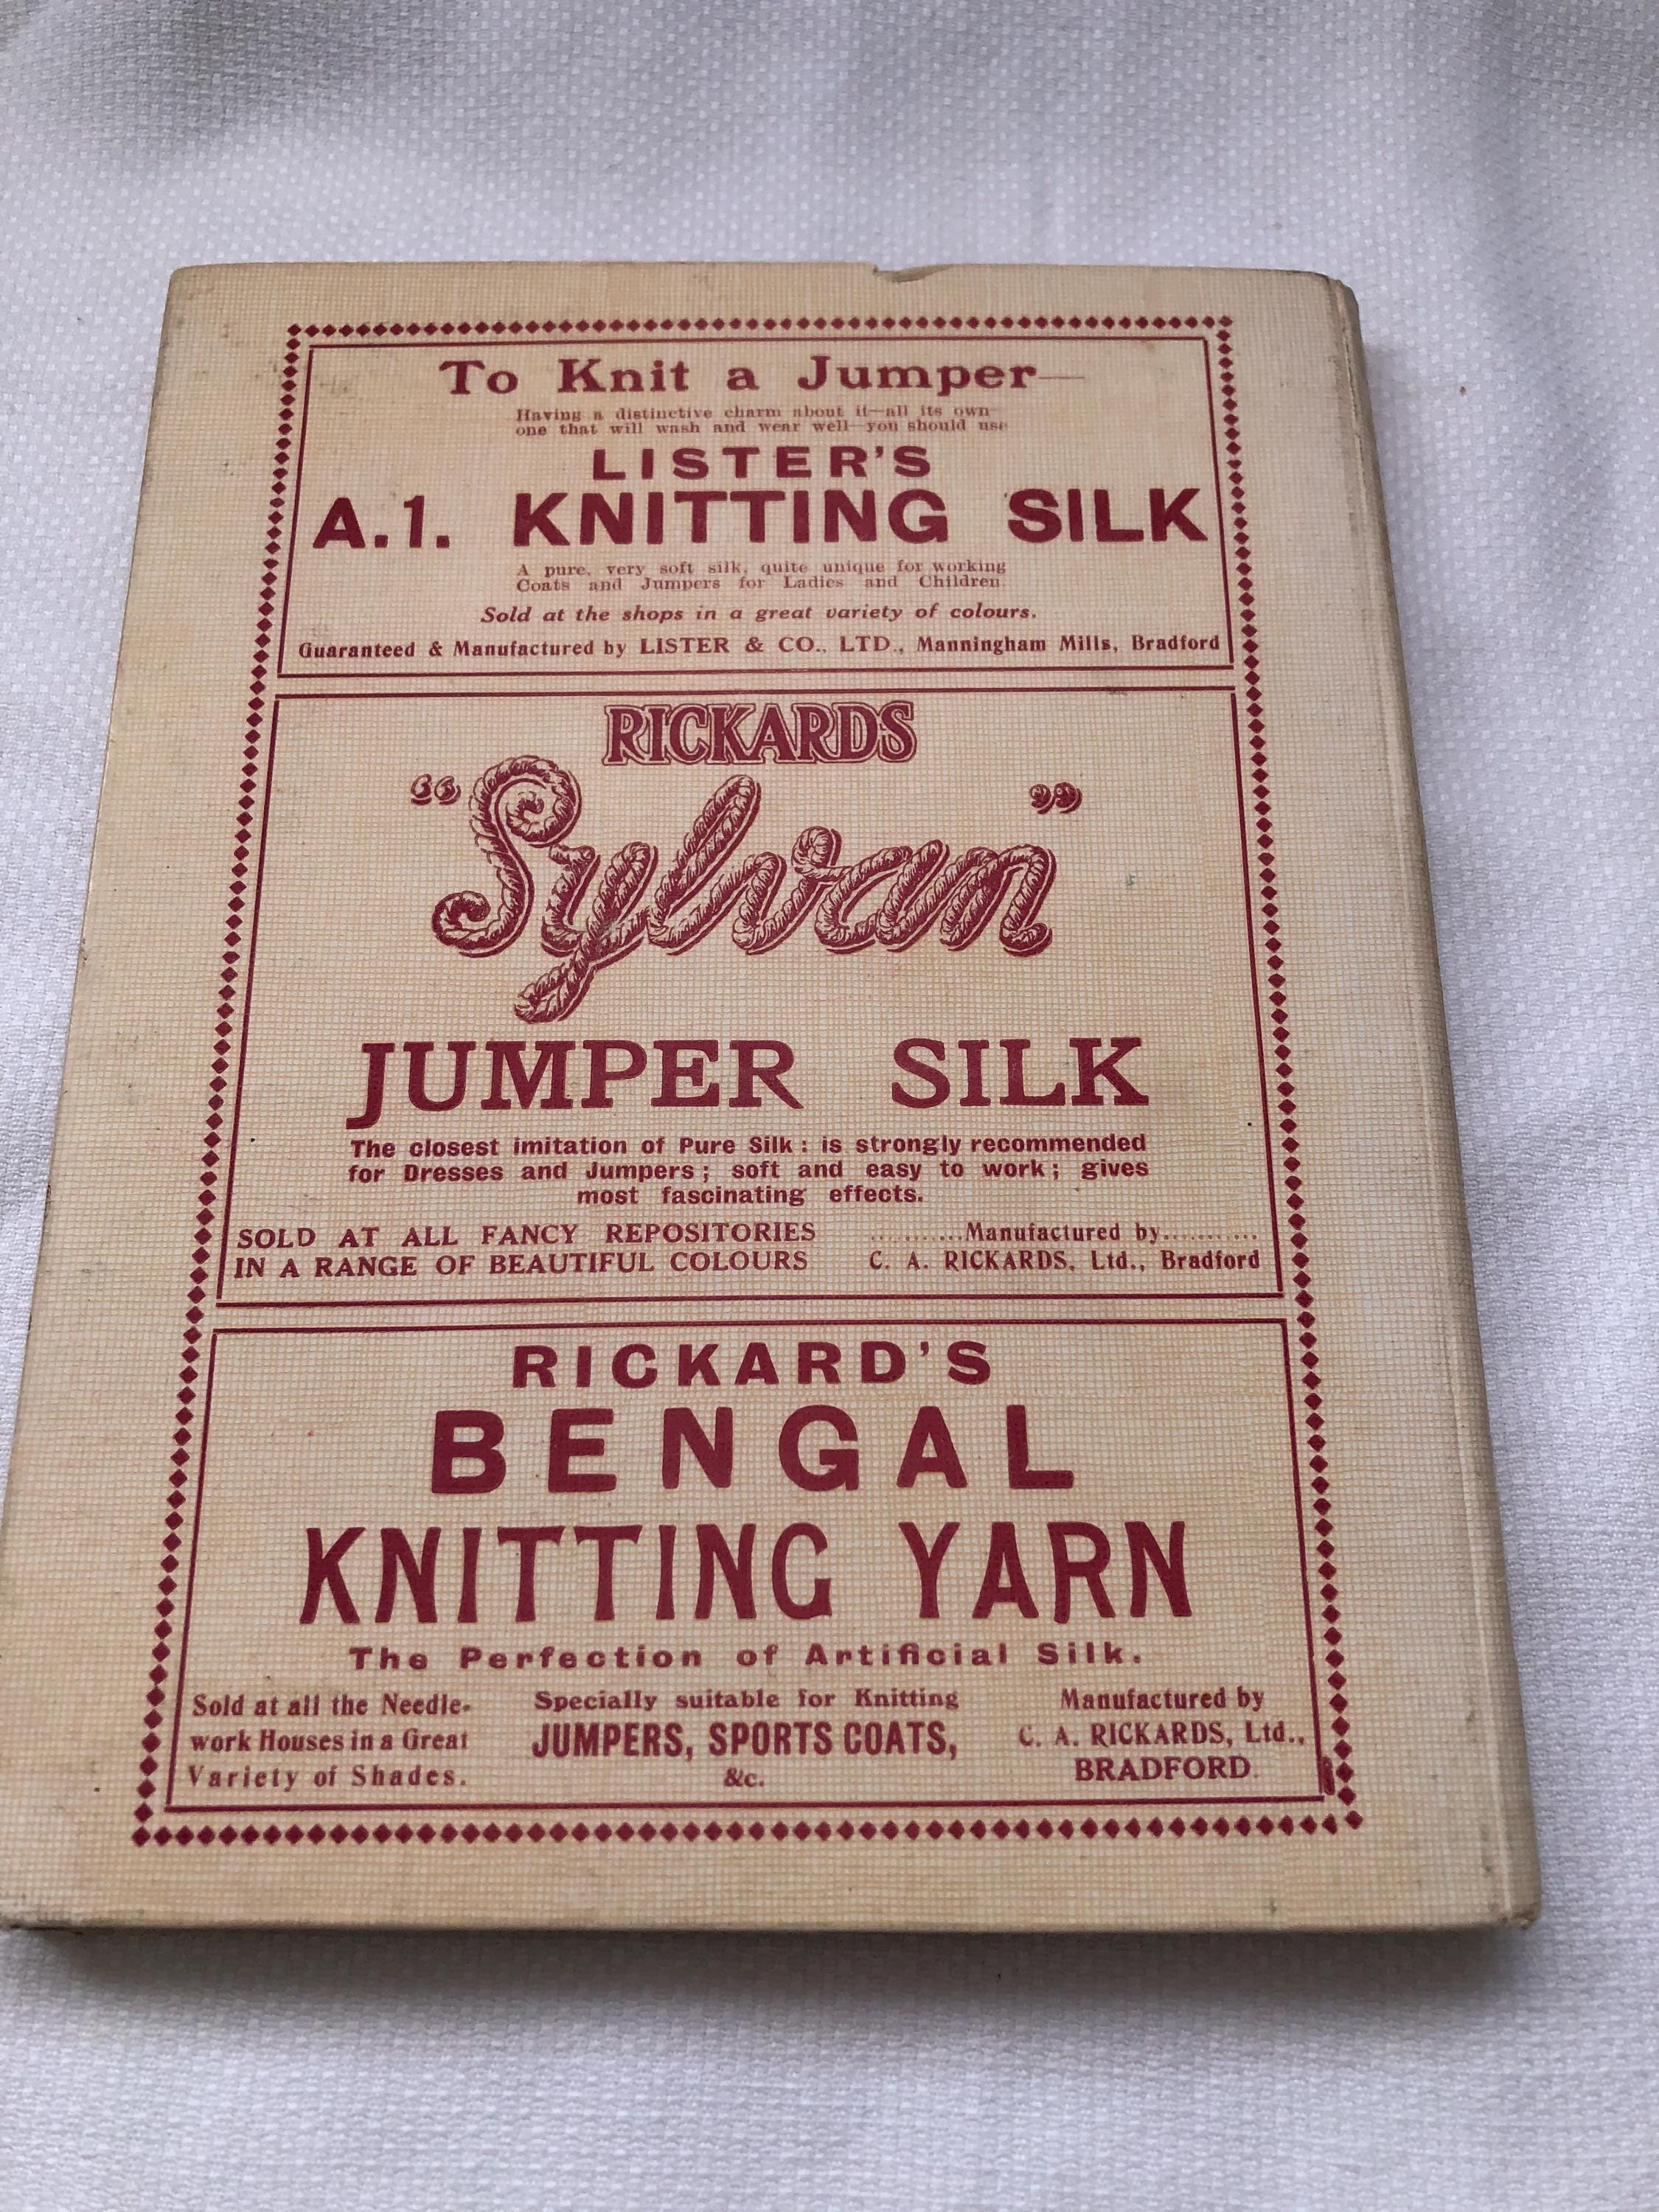 To Knit a Jumper—
Having a distinctive charm about it—all its own—
one that will wash and wear well—you should use
LISTER'S
A.1. KNITTING SILK
A pure, very soft silk, quite unique for working
Coats and Jumpers for Ladies and Children.
Sold at the shops in a great variety of colours.
Guaranteed & Manufactured by LISTER & CO., LTD., Manningham Mills, Bradford
RICKARDS
"Sylvan"
JUMPER SILK
The closest imitation of Pure Silk: is strongly recommended
for Dresses and Jumpers; soft and easy to work; gives
most fascinating effects.
SOLD AT ALL FANCY REPOSITORIES
IN A RANGE OF BEAUTIFUL COLOURS
...........Manufactured by...........
C. A. RICKARDS, Ltd., Bradford
RICKARD'S
BENGAL
KNITTING YARN
The Perfection of Artificial Silk.
Sold at all the Needle-
work Houses in a Great
Variety of Shades.
Specially suitable for Knitting
JUMPERS, SPORTS COATS,
&c.
Manufactured by
C. A. RICKARDS, Ltd.,
BRADFORD.